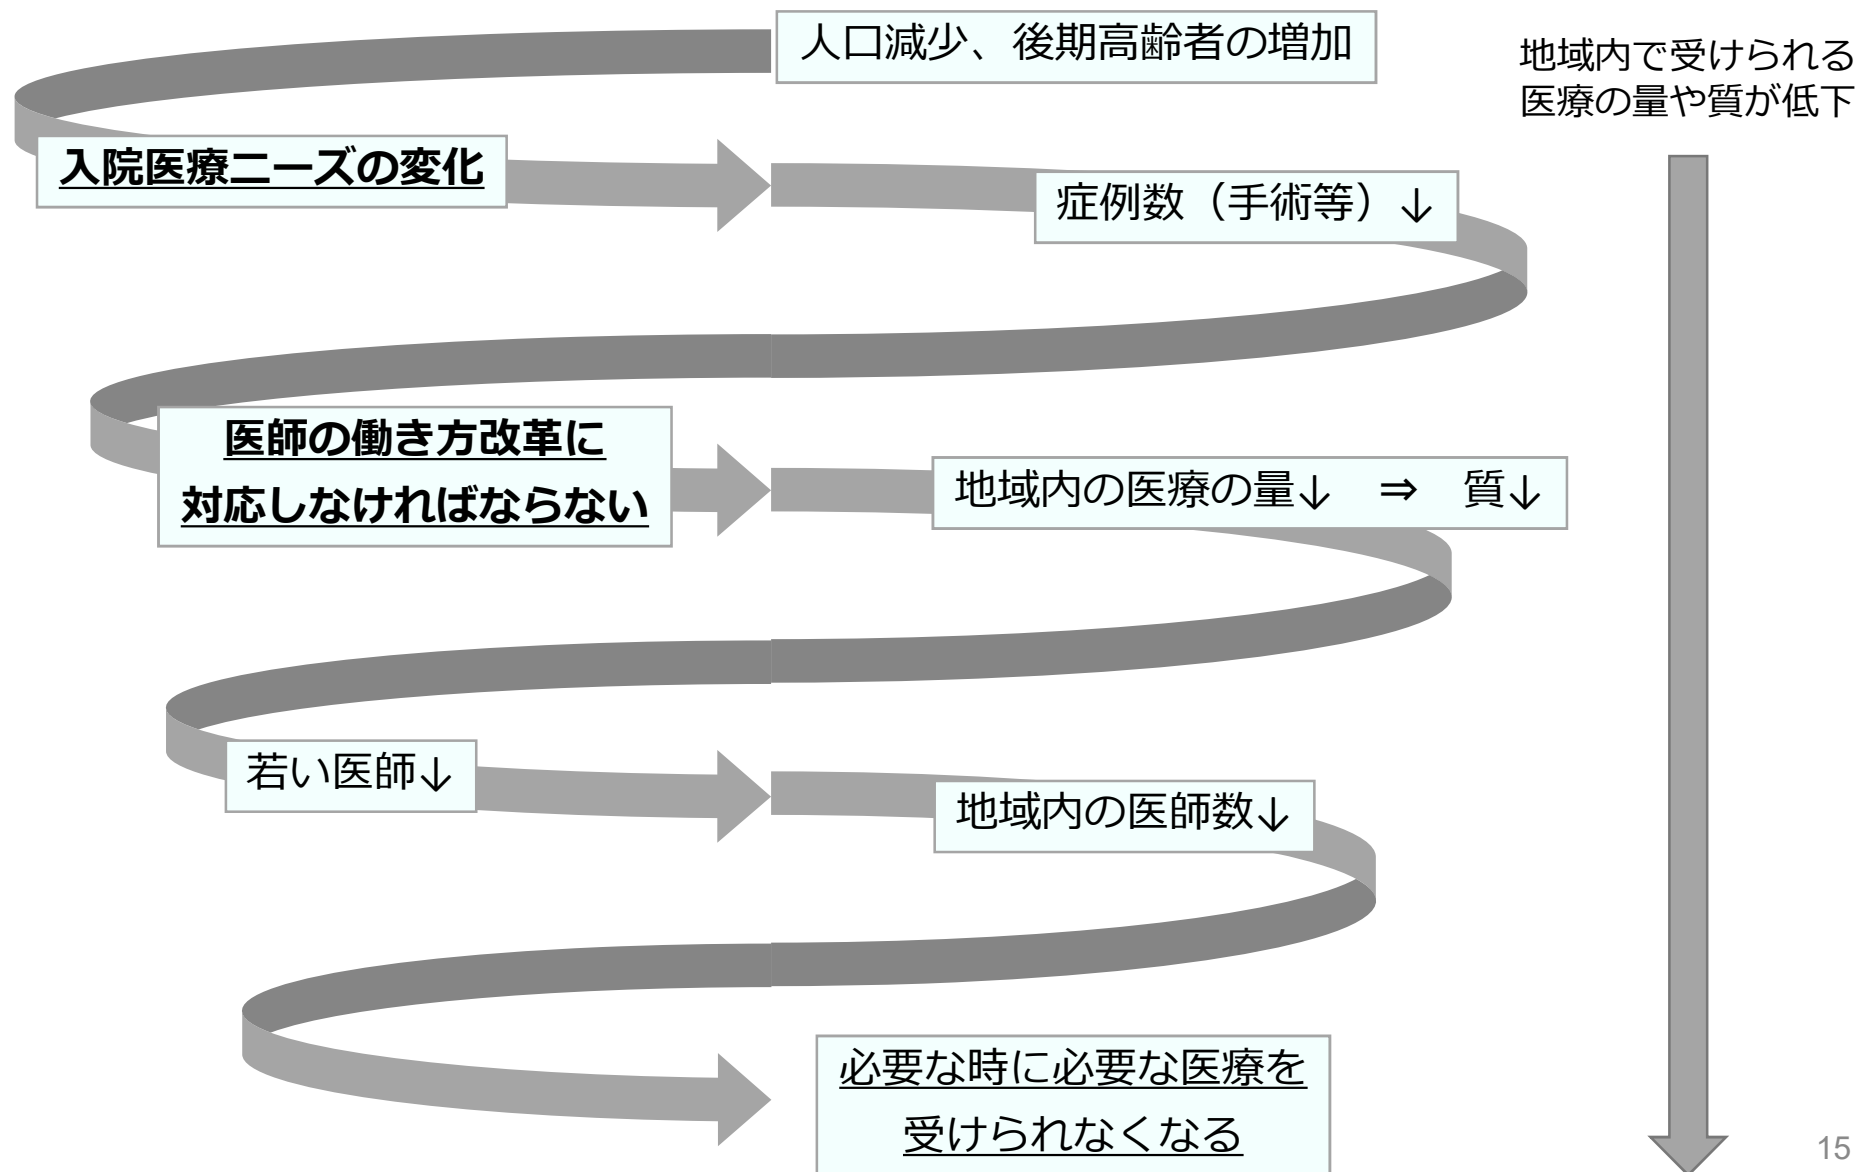 人口減少、後期高齢者の増加
地域内で受けられる
医療の量や質が低下
入院医療ニーズの変化
症例数（手術等）↓
医師の働き方改革に
対応しなければならない
地域内の医療の量↓　⇒　質↓
若い医師↓
地域内の医師数↓
必要な時に必要な医療を
受けられなくなる
15